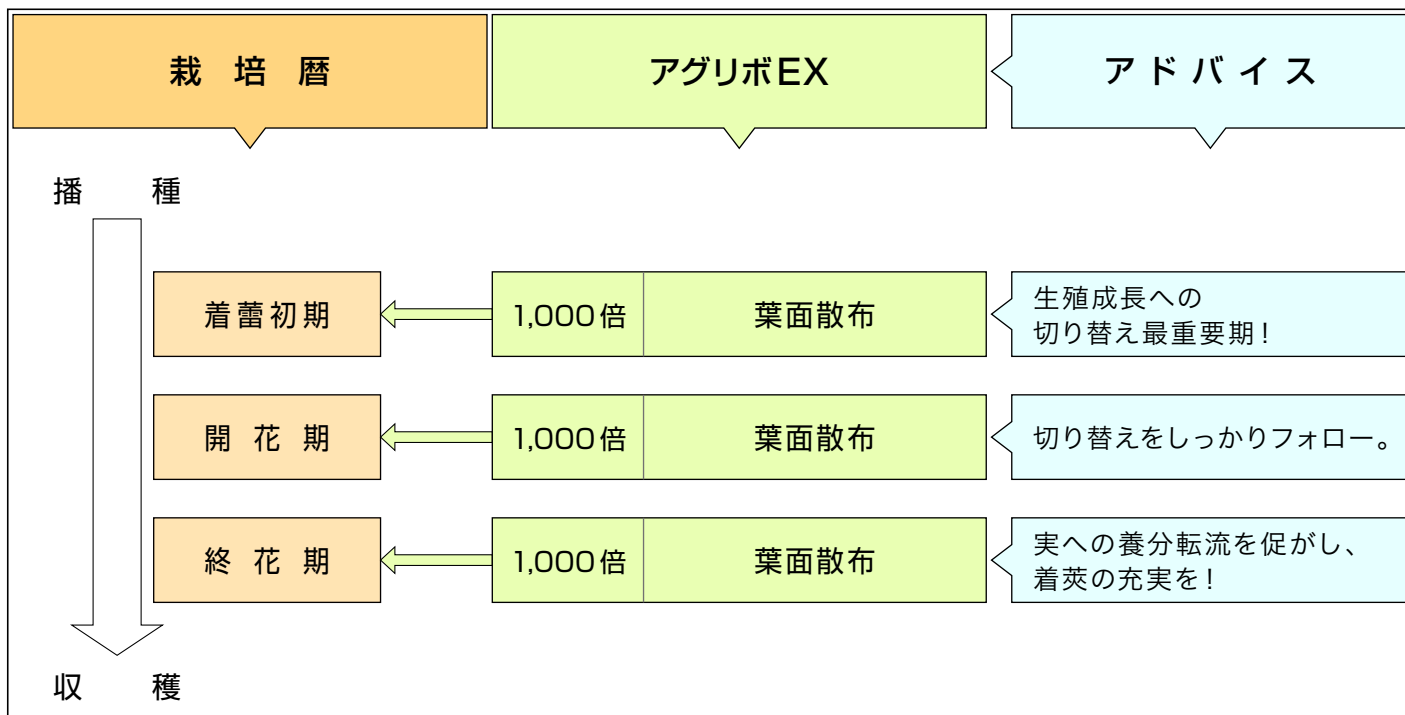 栽培暦
アグリボEX
アドバイス
播種
着蕾初期
1,000倍
葉面散布
生殖成長への
切り替え最重要期！
開花期
1,000倍
葉面散布
切り替えをしっかりフォロー。
終花期
1,000倍
葉面散布
実への養分転流を促がし、
着莢の充実を！
収穫